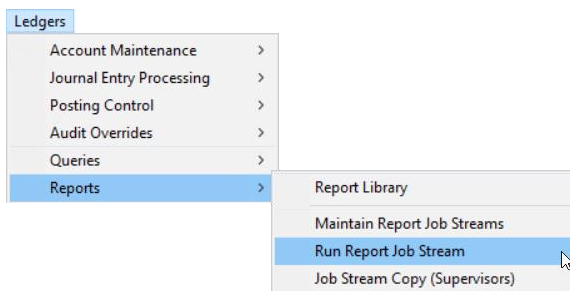 Ledgers
Account Maintenance
Journal Entry Processing
Posting Control
Audit Overrides
Queries
Reports
Report Library
Maintain Report Job Streams
Run Report Job Stream
Job Stream Copy (Supervisors)